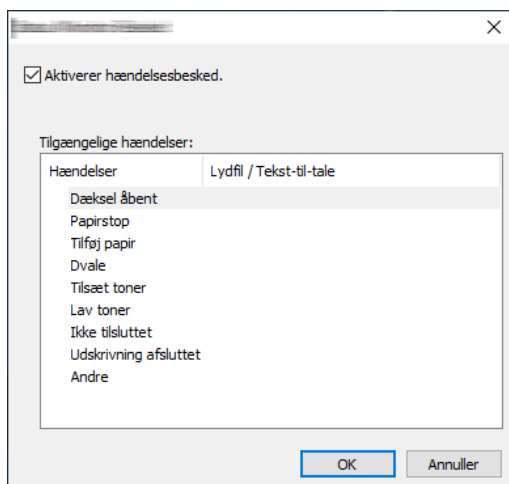 Aktiverer hændelsesbesked.
Tilgængelige hændelser:
Hændelser Lydfil / Tekst-til-tale
Dæksel åbent
Papirstop
Tilføj papir
Dvale
Tilsæt toner
Lav toner
Ikke tilsluttet
Udskrivning afsluttet
Andre
OK Annuller